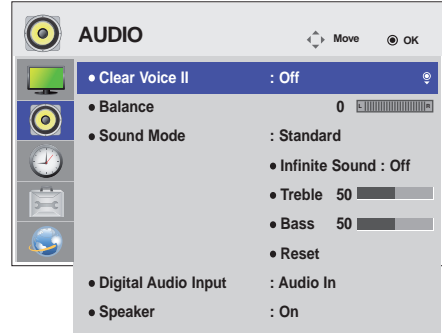 AUDIO Move OK
● Clear Voice II : Off
● Balance 0 L R
● Sound Mode : Standard
● Infinite Sound : Off
● Treble 50
● Bass 50
● Reset
● Digital Audio Input : Audio In
● Speaker : On